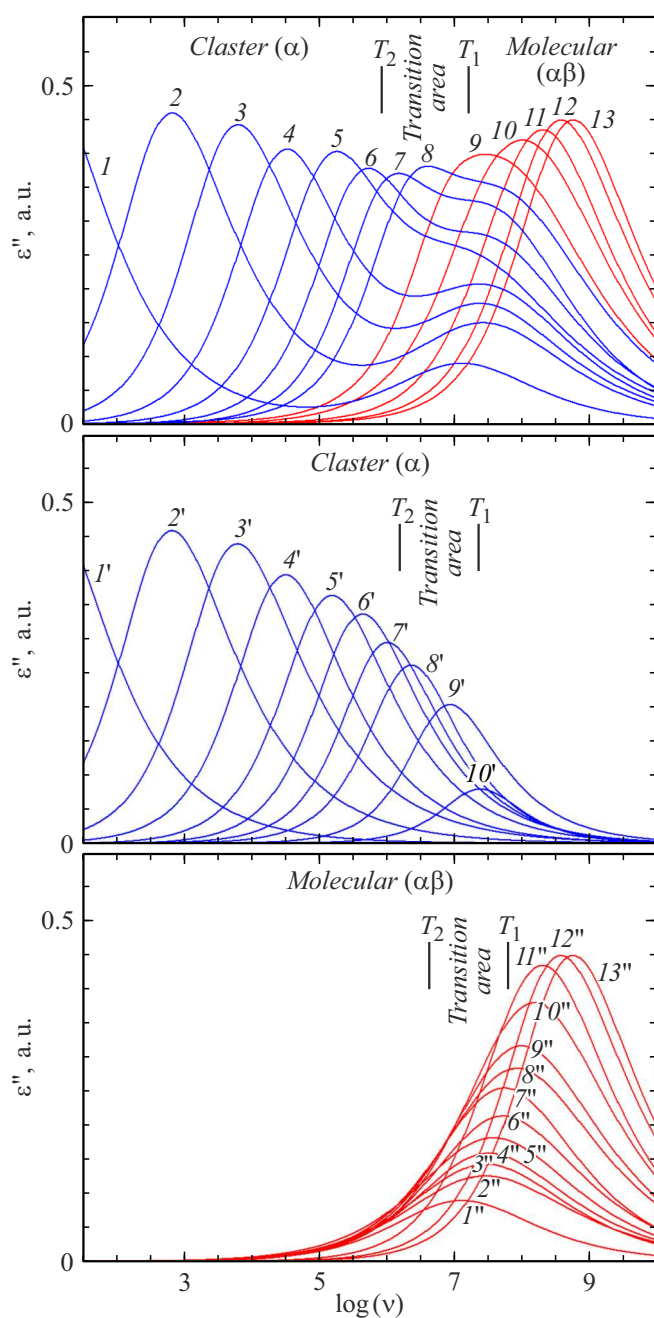 Claster (α)
T2
Transition area
T1
Molecular (αβ)
0.5
1
2
3
4
5
6
7
8
9
10
11
12
13
ε", a. u.
0
Claster (α)
0.5
T2
Transition area
T1
1'
2'
3'
4'
5'
6'
7'
8'
9'
10'
ε", a. u.
0
Molecular (αβ)
0.5
T2
Transition area
T1
11"
12"
13"
10"
9"
8"
7"
6"
5"
4"
3"
2"
1"
ε", a. u.
0
3
5
7
9
log (ν)